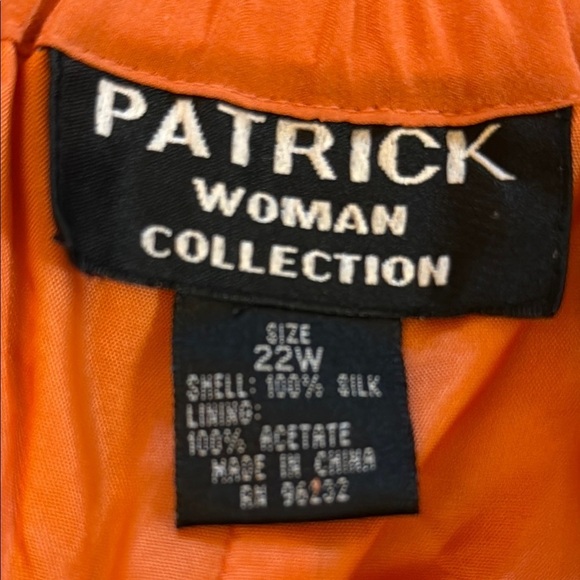 PATRICK
WOMAN
COLLECTION
SIZE
22W
SHELL: 100% SILK
LINING:
100% ACETATE
MADE IN CHINA
RN 96232